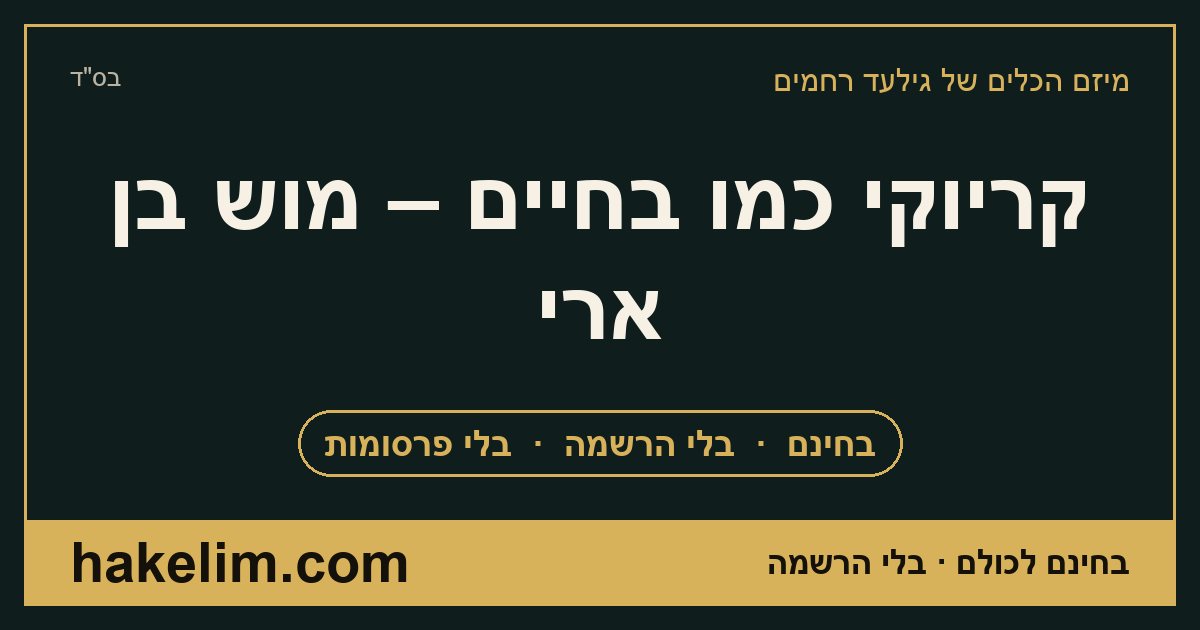 מיזם הכלים של גילעד רחמים
בס"ד
קריוקי כמו בחיים – מוש בן
ארי
בחינם · בלי הרשמה · בלי פרסומות
בחינם לכולם · בלי הרשמה
hakelim.com